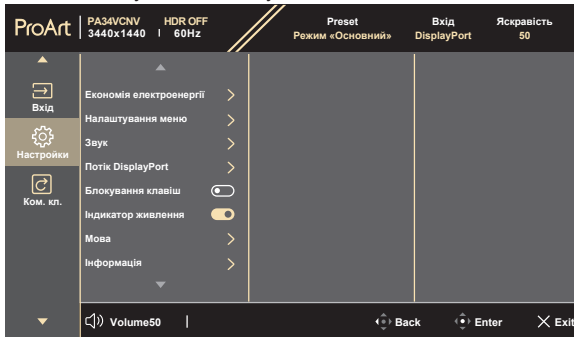 ProArt
PA34VCNV HDR OFF
3440x1440 I 60Hz
Preset
Режим «Основний»
Вхід
DisplayPort
Яскравість
50
Вхід
Настройки
Ком. кл.
Економія електроенергії
Налаштування меню
Звук
Потік DisplayPort
Блокування клавіш
Індикатор живлення
Мова
Інформація
Volume50 |
Back
Enter
Exit